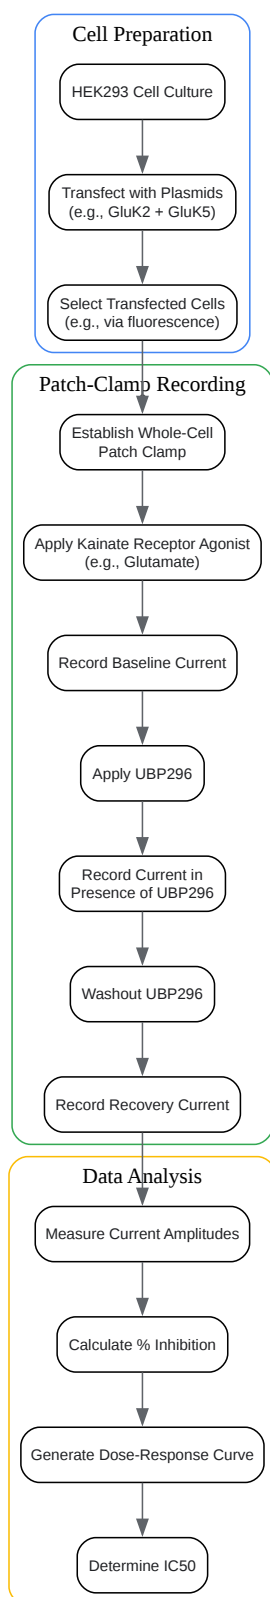 Cell Preparation
HEK293 Cell Culture
Transfect with Plasmids
(e.g., GluK2 + GluK5)
Select Transfected Cells
(e.g., via fluorescence)
Patch-Clamp Recording
Establish Whole-Cell
Patch Clamp
Apply Kainate Receptor Agonist
(e.g., Glutamate)
Record Baseline Current
Apply UBP296
Record Current in
Presence of UBP296
Washout UBP296
Record Recovery Current
Data Analysis
Measure Current Amplitudes
Calculate % Inhibition
Generate Dose-Response Curve
Determine IC50